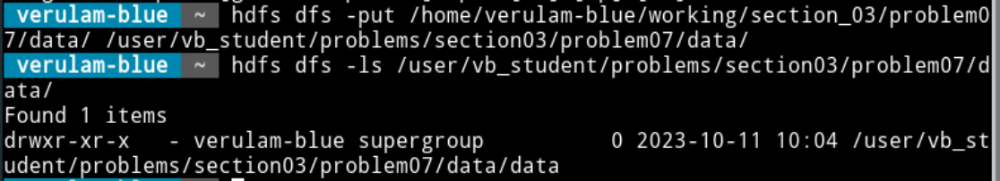 verulam-blue ~ hdfs dfs -put /home/verulam-blue/working/section_03/problem0
7/data/ /user/vb_student/problems/section03/problem07/data/
verulam-blue ~ hdfs dfs -ls /user/vb_student/problems/section03/problem07/d
ata/
Found 1 items
drwxr-xr-x   - verulam-blue supergroup          0 2023-10-11 10:04 /user/vb_st
udent/problems/section03/problem07/data/data